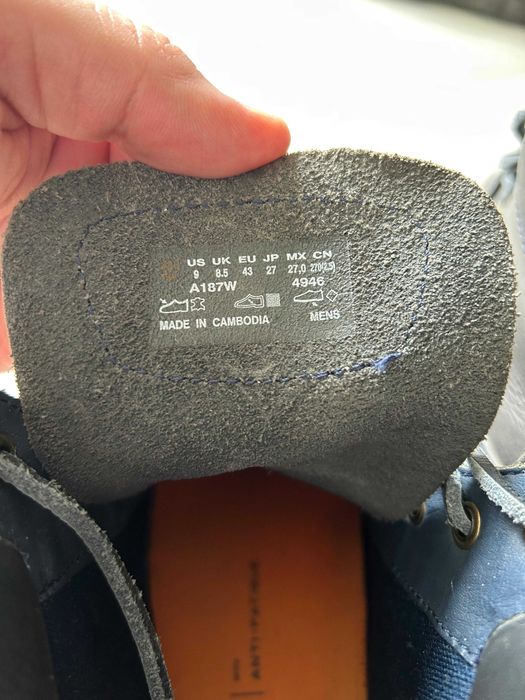 US UK EU JP MX CN
9 8.5 43 27 27,0 270(2.5)
A187W 4946
MADE IN CAMBODIA MENS
ANTI-FATIGUE